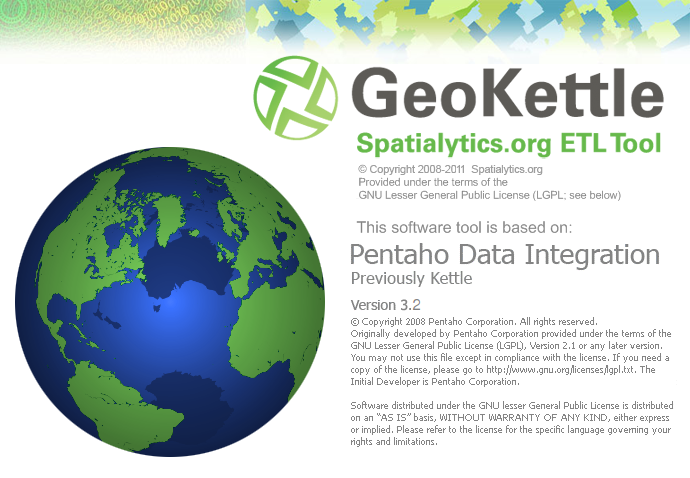 GeoKettle
Spatialytics.org ETL Tool
© Copyright 2008-2011 Spatialytics.org
Provided under the terms of the
GNU Lesser General Public License (LGPL; see below)
This software tool is based on:
Pentaho Data Integration
Previously Kettle
Version 3.2
© Copyright 2008 Pentaho Corporation. All rights reserved.
Originally developed by Pentaho Corporation provided under the terms of the
GNU Lesser General Public License (LGPL), Version 2.1 or any later version.
You may not use this file except in compliance with the license. If you need a
copy of the license, please go to http://www.gnu.org/licenses/lgpl.txt. The
Initial Developer is Pentaho Corporation.
Software distributed under the GNU lesser General Public License is distributed
on an "AS IS" basis, WITHOUT WARRANTY OF ANY KIND, either express
or implied. Please refer to the license for the specific language governing your
rights and limitations.